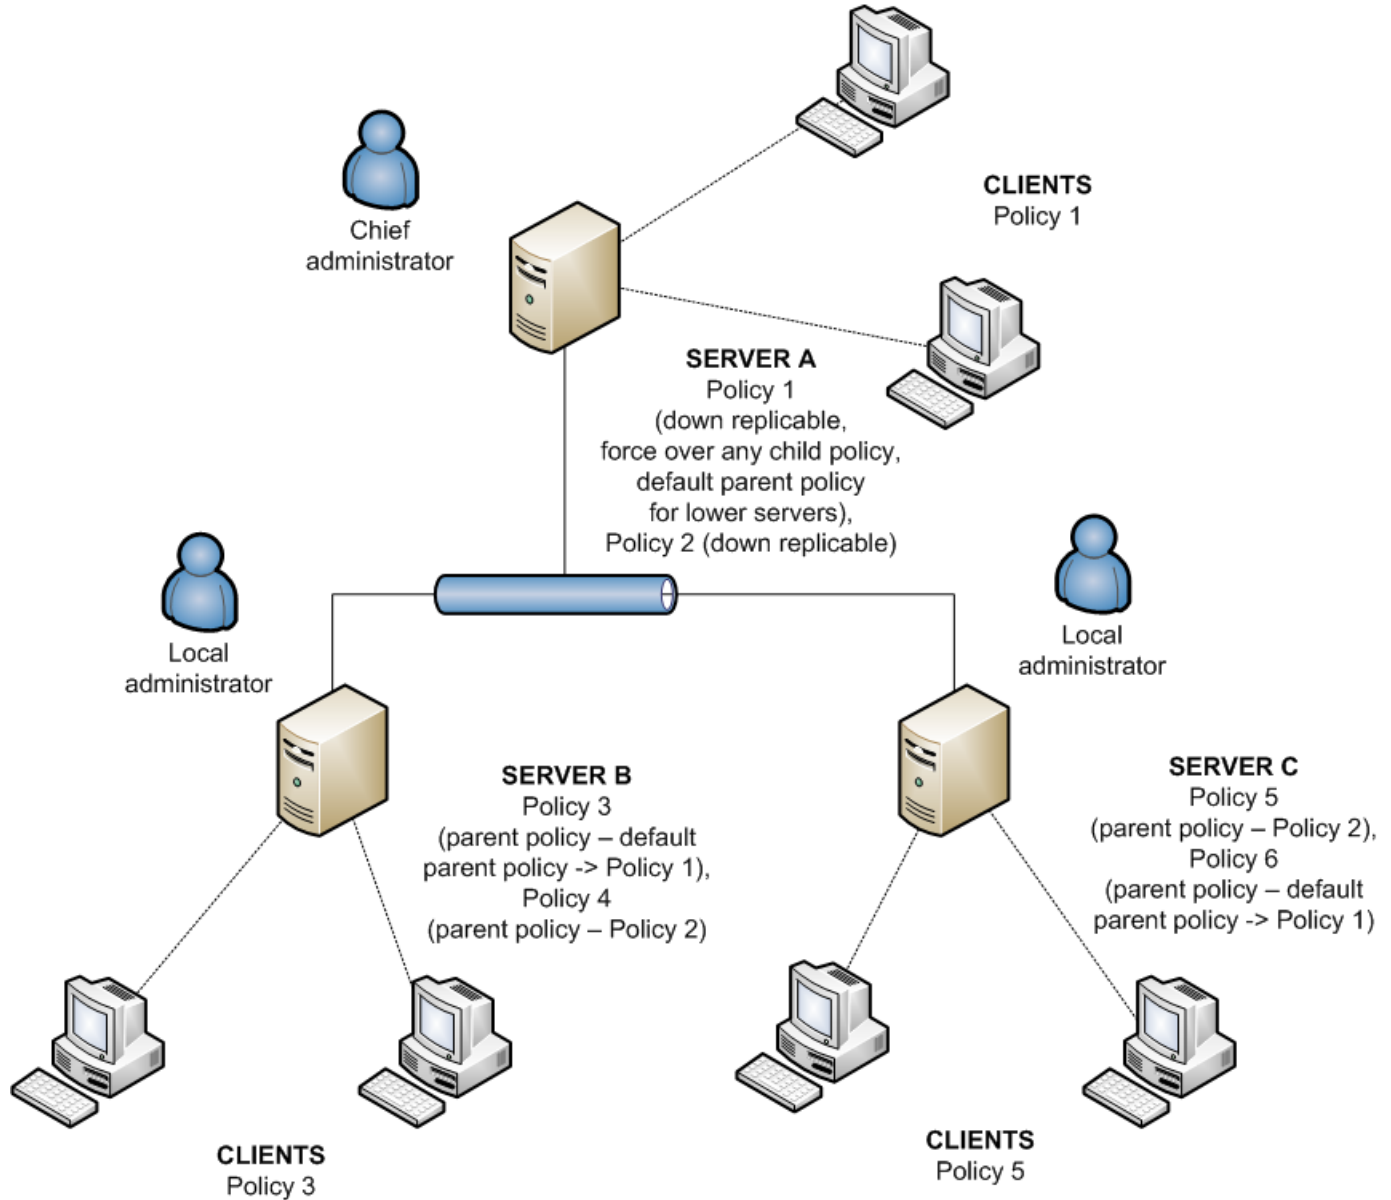 CLIENTS
Policy 1
Chief
administrator
SERVER A
Policy 1
(down replicable,
force over any child policy,
default parent policy
for lower servers),
Policy 2 (down replicable)
Local
administrator
Local
administrator
SERVER B
Policy 3
(parent policy – default
parent policy -> Policy 1),
Policy 4
(parent policy – Policy 2)
SERVER C
Policy 5
(parent policy – Policy 2),
Policy 6
(parent policy – default
parent policy -> Policy 1)
CLIENTS
Policy 3
CLIENTS
Policy 5